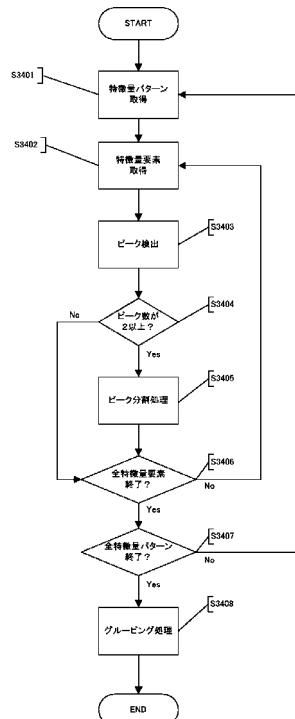 START
S3401
特徴量パターン
取得
S3402
特徴量要素
取得
S3403
ピーク検出
S3404
ピーク数が
2以上？
No
Yes
S3405
ピーク分割処理
S3406
全特徴量要素
終了？
No
Yes
S3407
全特徴量パターン
終了？
No
Yes
S3408
グルーピング処理
END